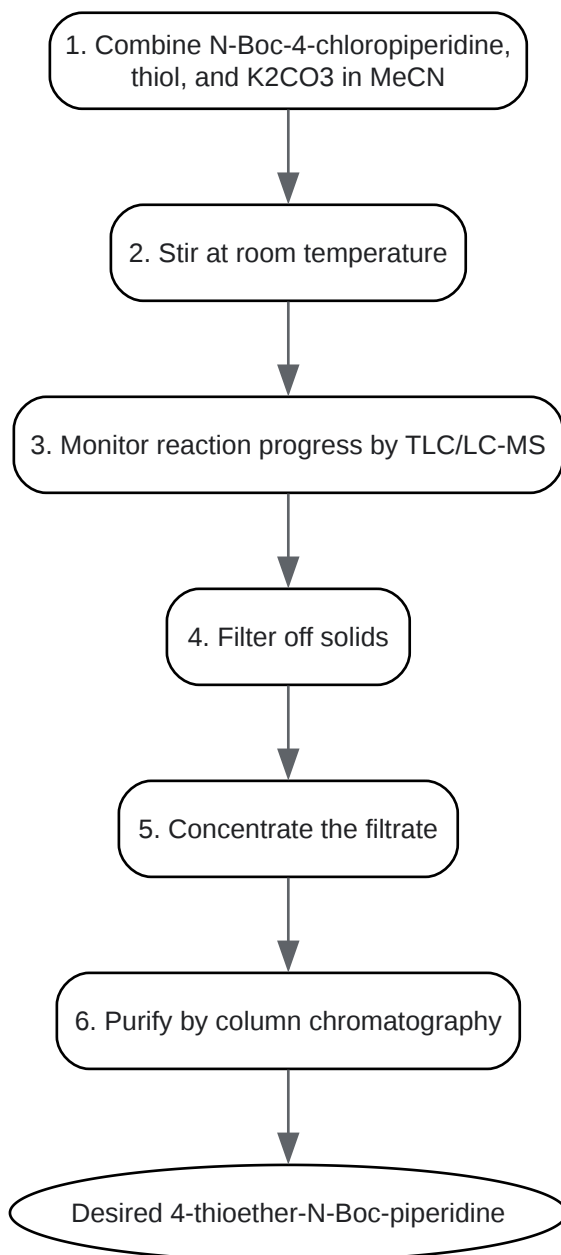 1. Combine N-Boc-4-chloropiperidine,
thiol, and K2CO3 in MeCN
2. Stir at room temperature
3. Monitor reaction progress by TLC/LC-MS
4. Filter off solids
5. Concentrate the filtrate
6. Purify by column chromatography
Desired 4-thioether-N-Boc-piperidine